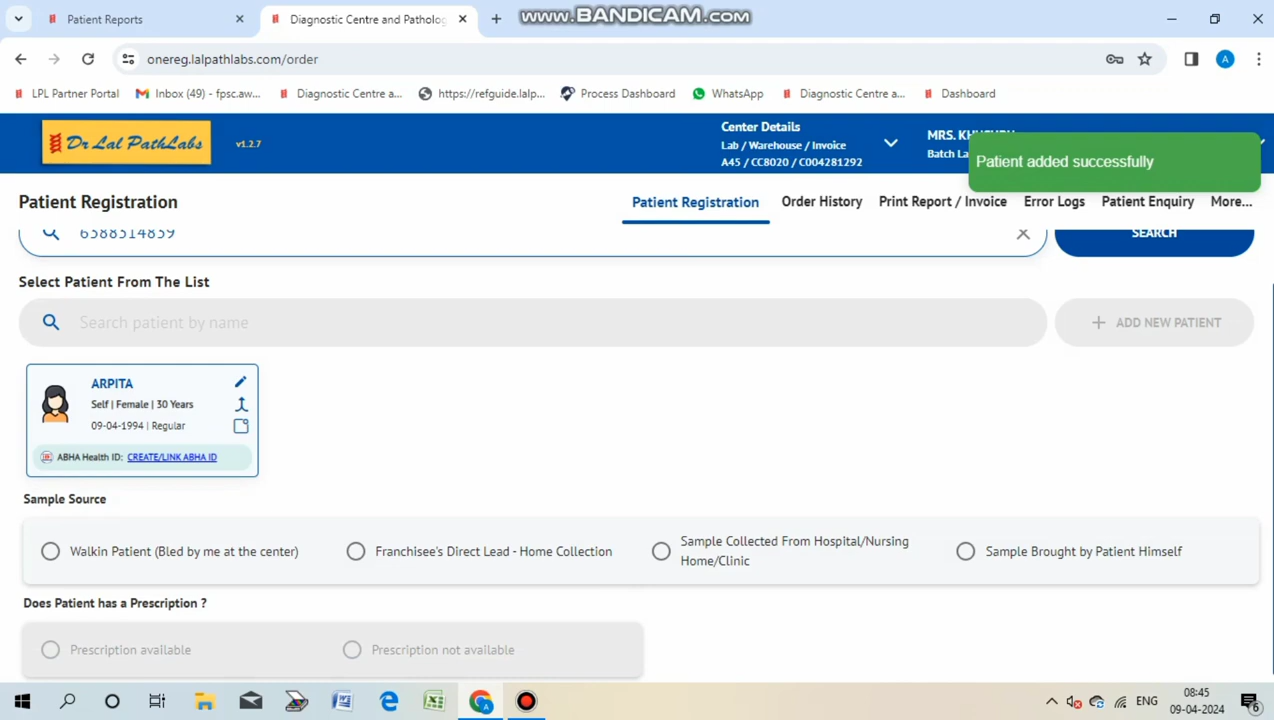 Patient Reports
Diagnostic Centre and Patholog
www.BANDICAM.com
onereg.lalpathlabs.com/order
A
LPL Partner Portal
Inbox (49) - fpsc.aw...
Diagnostic Centre a...
https://refguide.lalp...
Process Dashboard
WhatsApp
Diagnostic Centre a...
Dashboard
Dr Lal PathLabs
v1.2.7
Center Details
Lab / Warehouse / Invoice
A45 / CC8020 / C004281292
MRS.
Batch La
Patient added successfully
Patient Registration
Patient Registration
Order History
Print Report / Invoice
Error Logs
Patient Enquiry
More...
6388514859
SEARCH
Select Patient From The List
Search patient by name
ADD NEW PATIENT
ARPITA
Self | Female | 30 Years
09-04-1994 | Regular
ABHA Health ID: CREATE/LINK ABHA ID
Sample Source
Walkin Patient (Bled by me at the center)
Franchisee's Direct Lead - Home Collection
Sample Collected From Hospital/Nursing
Home/Clinic
Sample Brought by Patient Himself
Does Patient has a Prescription ?
Prescription available
Prescription not available
ENG
08:45
09-04-2024
6